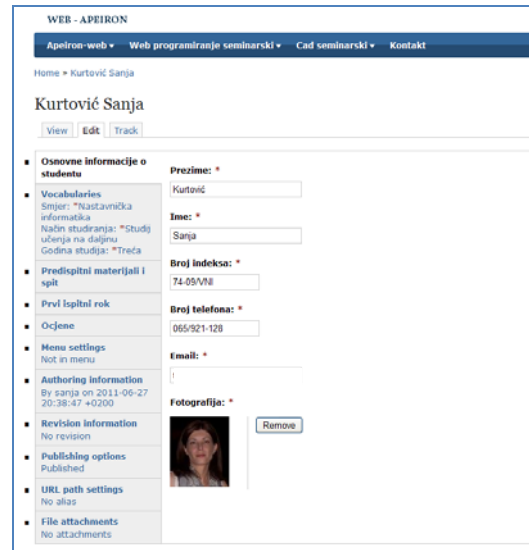 WEB - APEIRON
Apeiron-web ▾ Web programiranje seminarski ▾ Cad seminarski ▾ Kontakt
Home » Kurtović Sanja
Kurtović Sanja
View Edit Track
Osnovne informacije o
studentu
Vocabularies
Smjer: *Nastavnička
informatika
Način studiranja: *Studij
učenja na daljinu
Godina studija: *Treća
Predispitni materijali i
spit
Prvi ispitni rok
Ocjene
Menu settings
Not in menu
Authoring information
By sanja on 2011-06-27
20:38:47 +0200
Revision information
No revision
Publishing options
Published
URL path settings
No alias
File attachments
No attachments
Prezime: *
Kurtović
Ime: *
Sanja
Broj indeksa: *
74-09/VNI
Broj telefona: *
065/921-128
Email: *
Fotografija: *
Remove